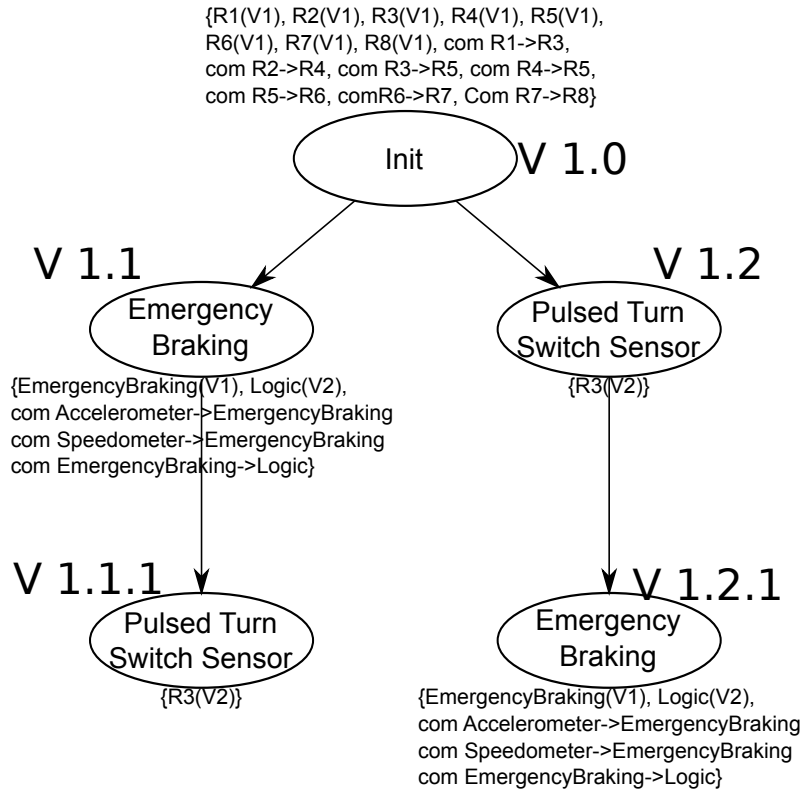 {R1(V1), R2(V1), R3(V1), R4(V1), R5(V1),
R6(V1), R7(V1), R8(V1), com R1->R3,
com R2->R4, com R3->R5, com R4->R5,
com R5->R6, comR6->R7, Com R7->R8}
Init
V 1.0
V 1.1
Emergency
Braking
{EmergencyBraking(V1), Logic(V2),
com Accelerometer->EmergencyBraking
com Speedometer->EmergencyBraking
com EmergencyBraking->Logic}
V 1.2
Pulsed Turn
Switch Sensor
{R3(V2)}
V 1.1.1
Pulsed Turn
Switch Sensor
{R3(V2)}
V 1.2.1
Emergency
Braking
{EmergencyBraking(V1), Logic(V2),
com Accelerometer->EmergencyBraking
com Speedometer->EmergencyBraking
com EmergencyBraking->Logic}